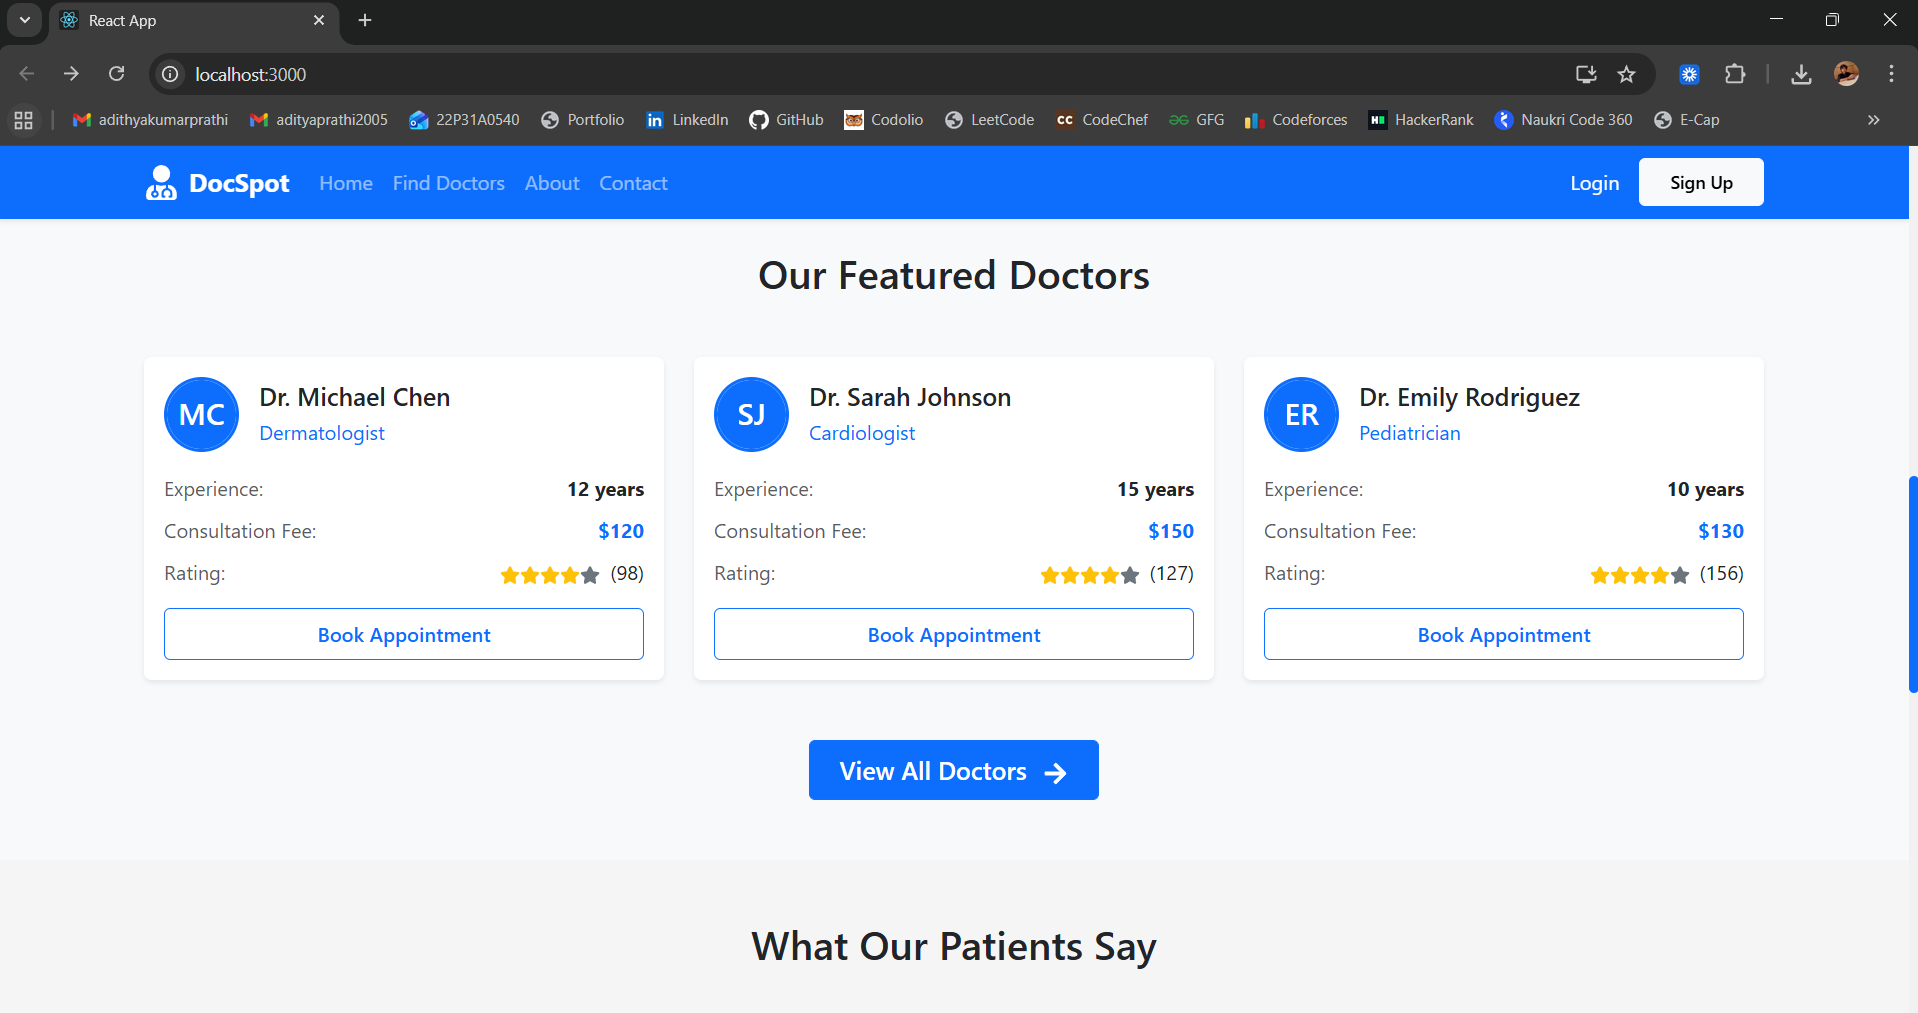 React App
localhost:3000
adithyakumarprathi adityaprathi2005 22P31A0540 Portfolio LinkedIn GitHub Codolio LeetCode CC CodeChef GFG Codeforces HackerRank Naukri Code 360 E-Cap
DocSpot Home Find Doctors About Contact Login Sign Up
Our Featured Doctors
MC
Dr. Michael Chen
Dermatologist
Experience: 12 years
Consultation Fee: $120
Rating: (98)
Book Appointment
SJ
Dr. Sarah Johnson
Cardiologist
Experience: 15 years
Consultation Fee: $150
Rating: (127)
Book Appointment
ER
Dr. Emily Rodriguez
Pediatrician
Experience: 10 years
Consultation Fee: $130
Rating: (156)
Book Appointment
View All Doctors
What Our Patients Say